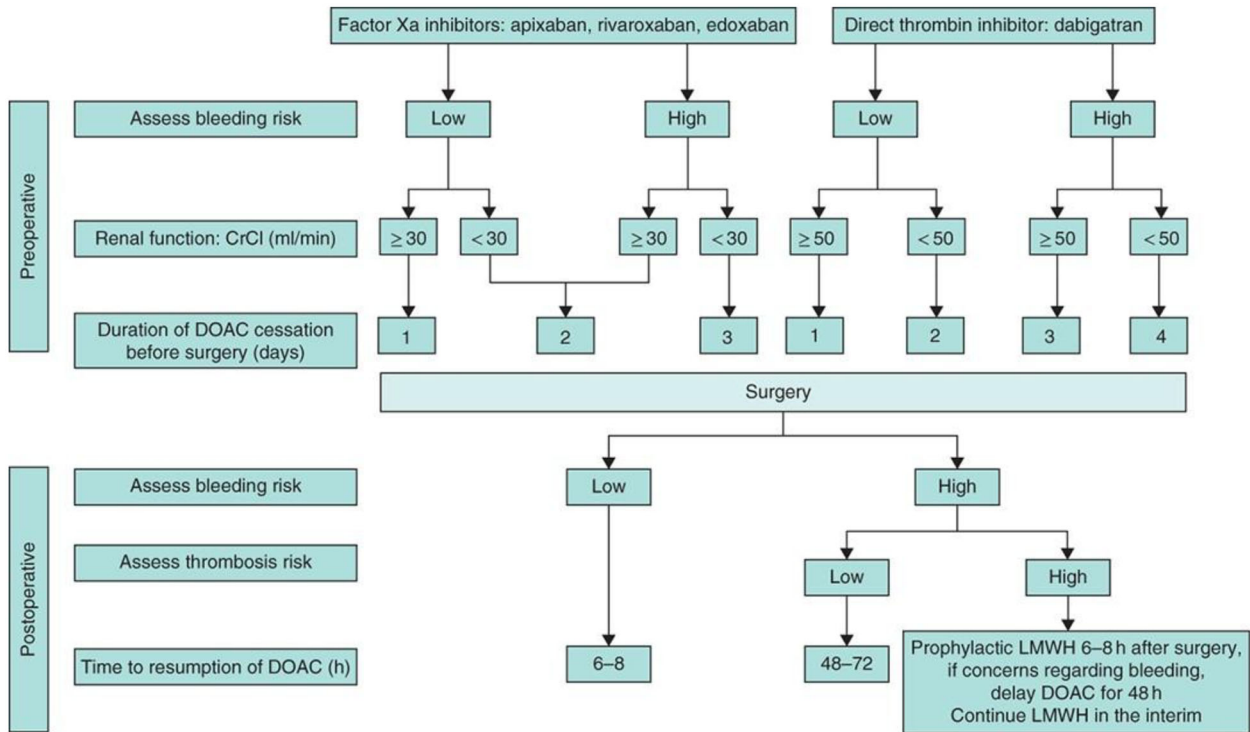 Factor Xa inhibitors: apixaban, rivaroxaban, edoxaban
Direct thrombin inhibitor: dabigatran
Preoperative
Assess bleeding risk
Low
High
Low
High
Renal function: CrCl (ml/min)
≥ 30
< 30
≥ 30
< 30
≥ 50
< 50
≥ 50
< 50
Duration of DOAC cessation
before surgery (days)
1
2
3
1
2
3
4
Surgery
Postoperative
Assess bleeding risk
Low
High
Assess thrombosis risk
Low
High
Time to resumption of DOAC (h)
6–8
48–72
Prophylactic LMWH 6–8 h after surgery,
if concerns regarding bleeding,
delay DOAC for 48 h
Continue LMWH in the interim